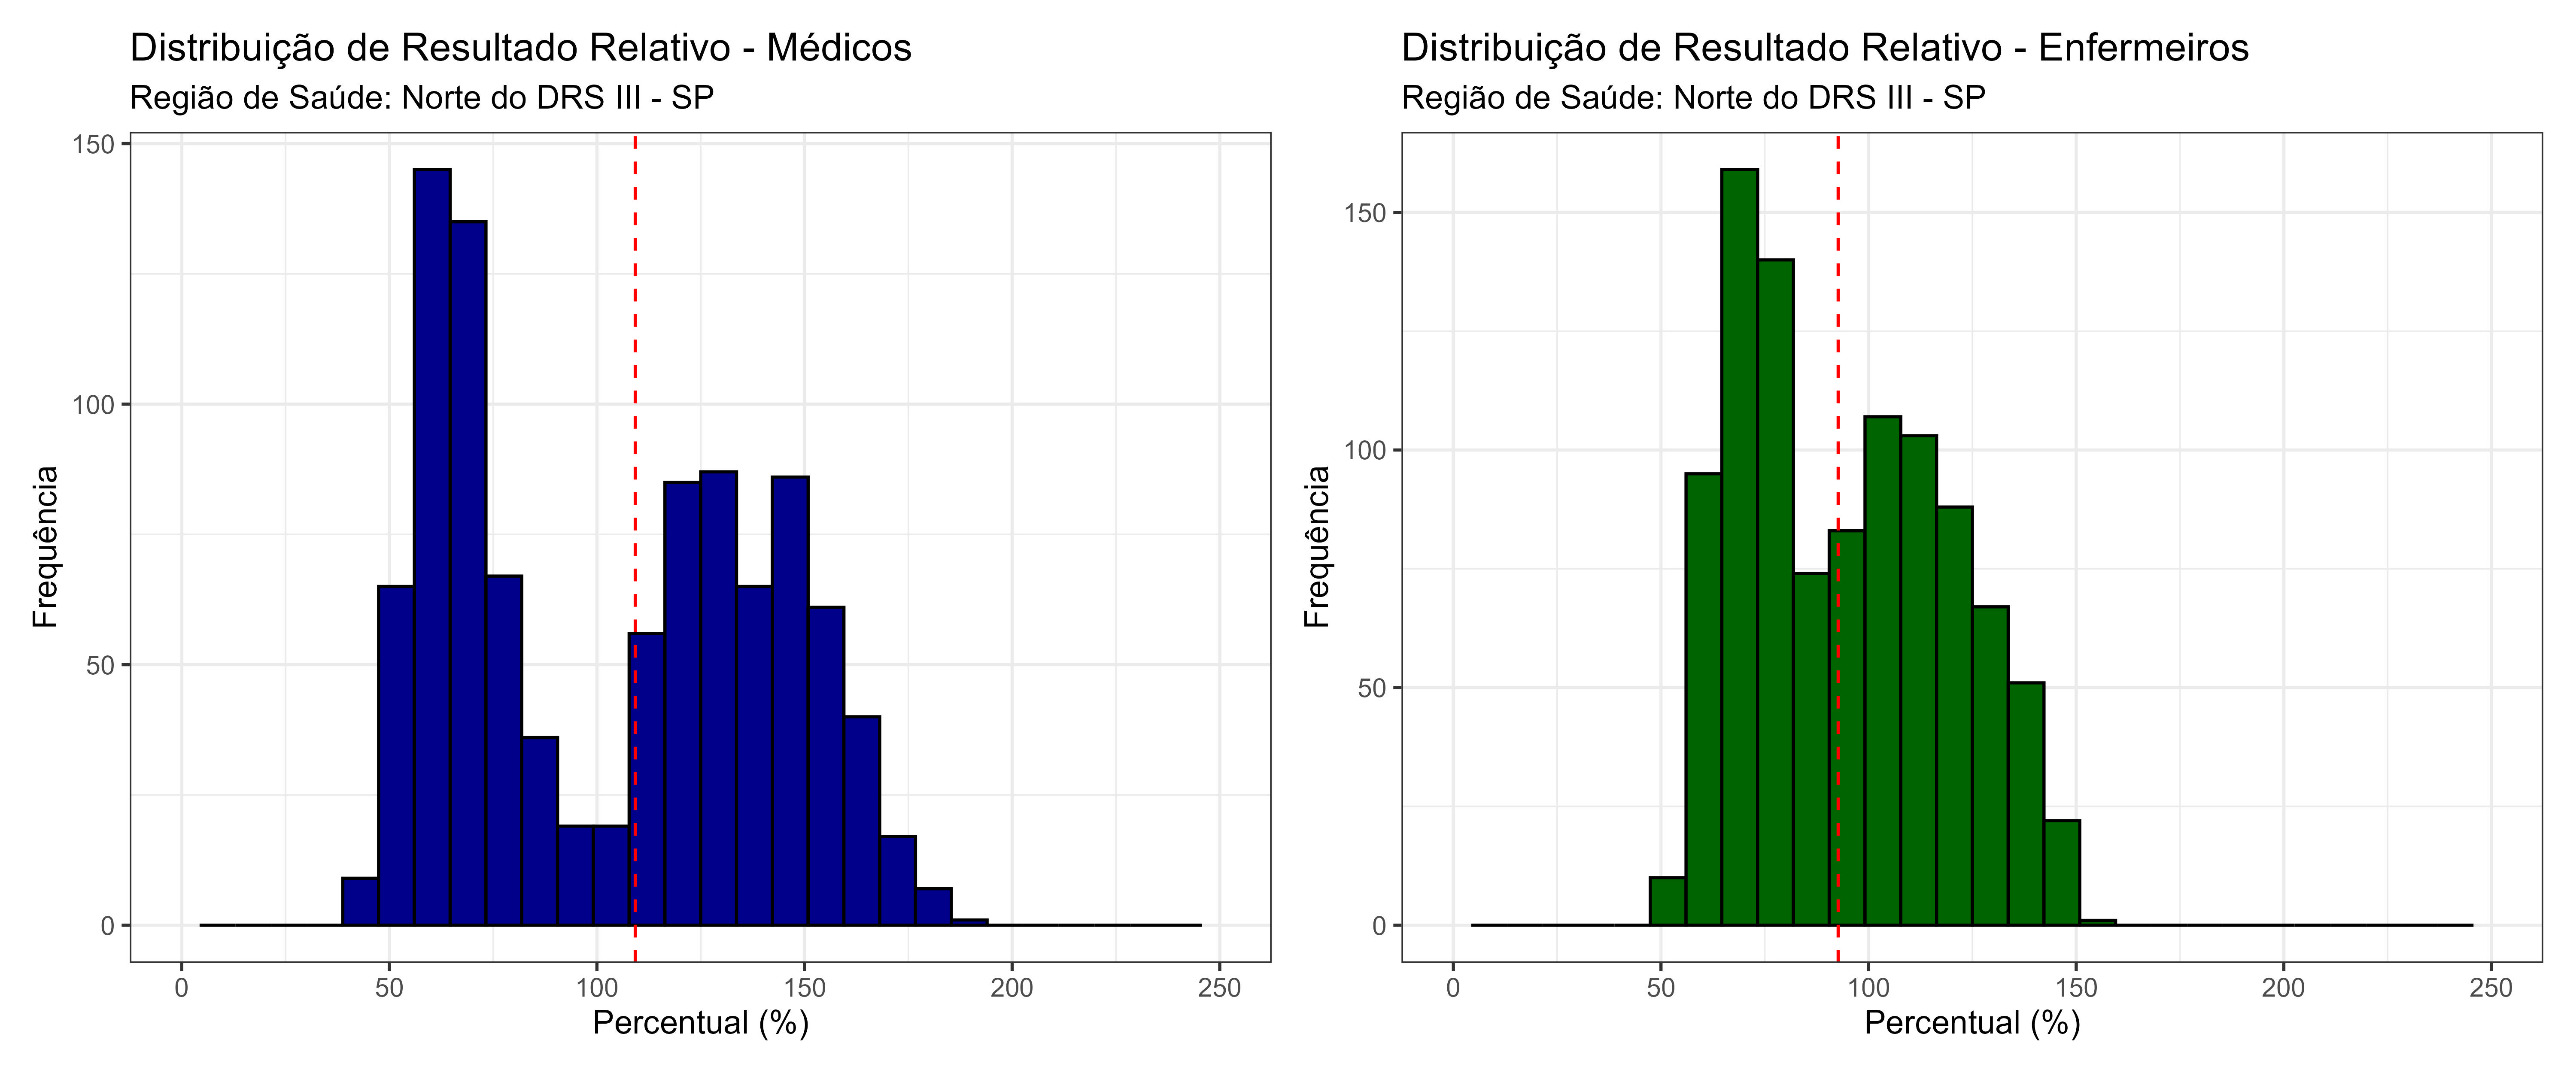 Distribuição de Resultado Relativo - Médicos
Região de Saúde: Norte do DRS III - SP
150
100
50
0
Frequência
0 50 100 150 200 250
Percentual (%)
Distribuição de Resultado Relativo - Enfermeiros
Região de Saúde: Norte do DRS III - SP
150
100
50
0
Frequência
0 50 100 150 200 250
Percentual (%)